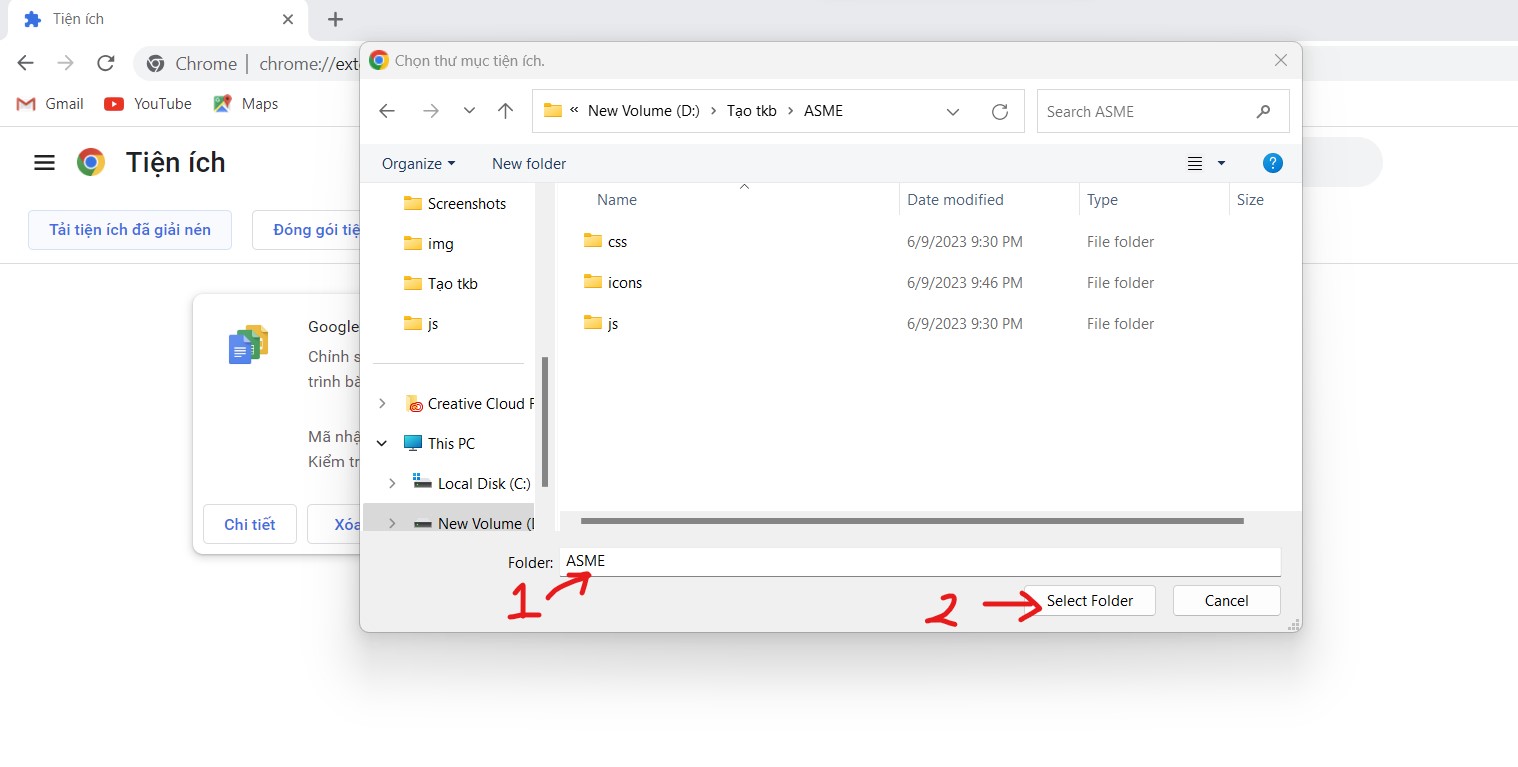 Tiện ích
Chrome | chrome://ext
Gmail YouTube Maps
Tiện ích
Tải tiện ích đã giải nén
Đóng gói tiệ
Google
Chỉnh s
trình bà
Mã nhậ
Kiểm tr
Chi tiết
Xóa
Chọn thư mục tiện ích.
« New Volume (D:) > Tạo tkb > ASME
Search ASME
Organize New folder
Screenshots
img
Tạo tkb
js
Creative Cloud F
This PC
Local Disk (C:)
New Volume (D
Name Date modified Type Size
css 6/9/2023 9:30 PM File folder
icons 6/9/2023 9:46 PM File folder
js 6/9/2023 9:30 PM File folder
Folder: ASME
1
2
Select Folder Cancel